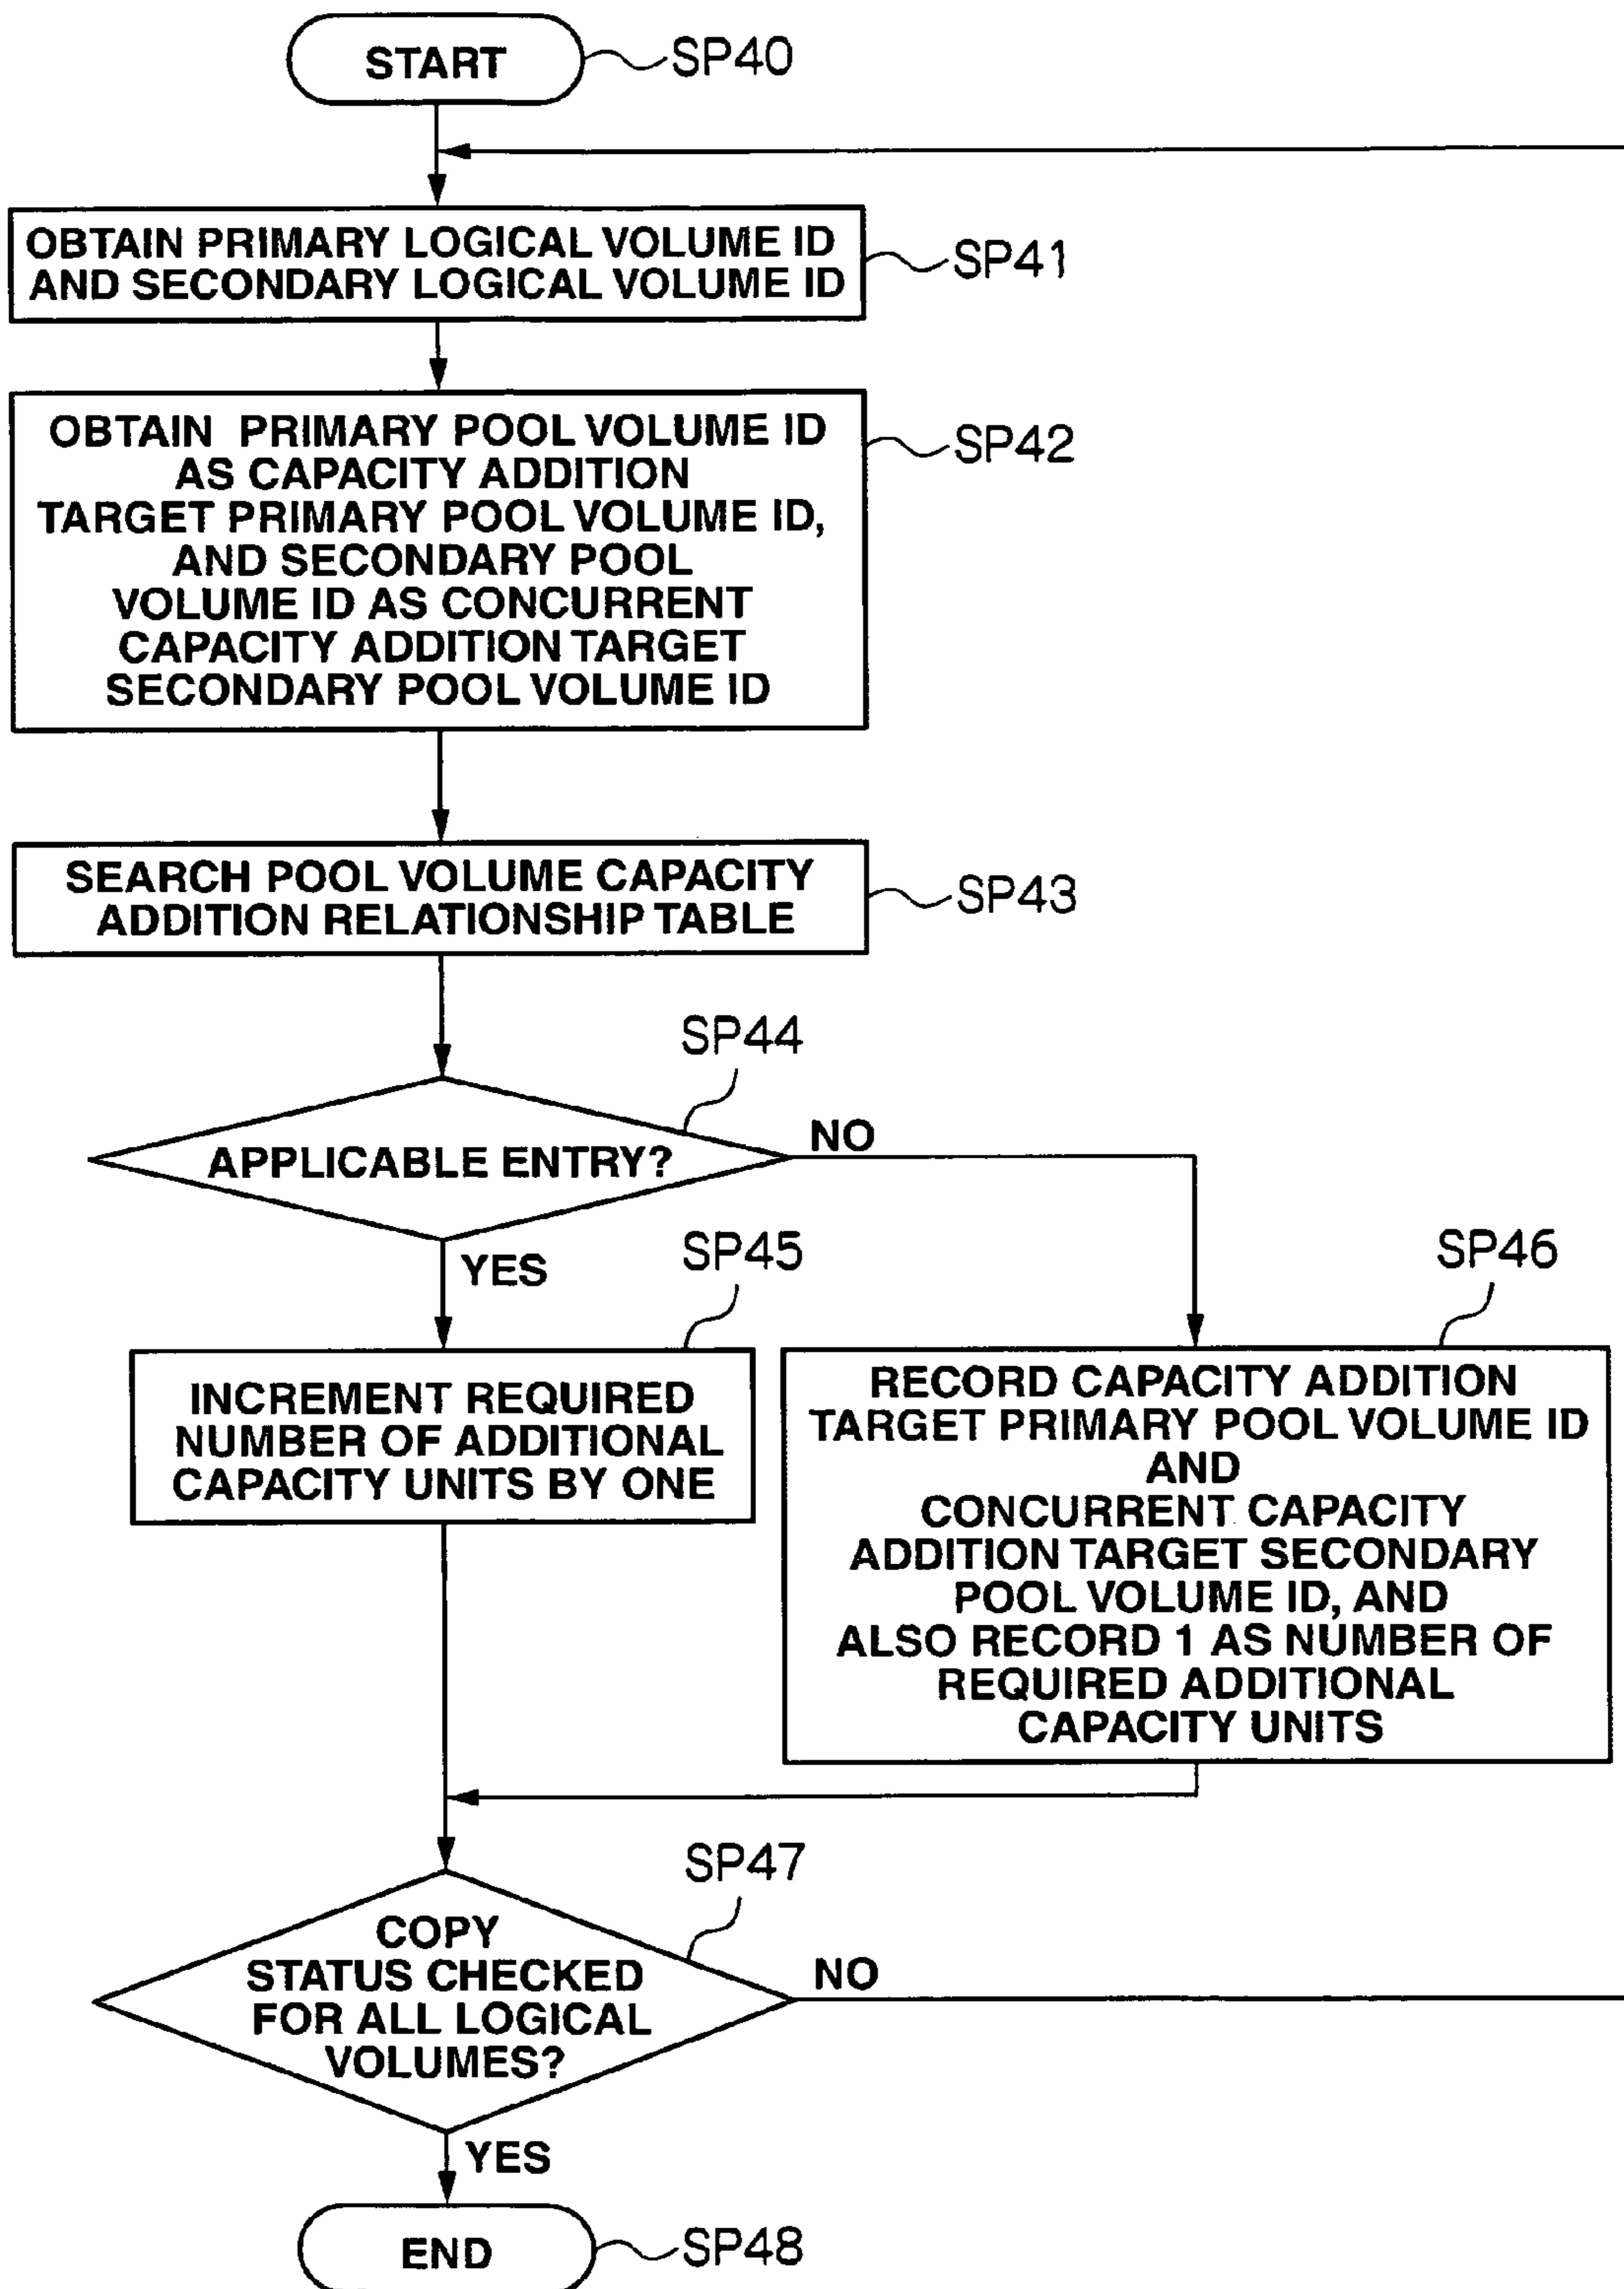 START
SP40
OBTAIN PRIMARY LOGICAL VOLUME ID
AND SECONDARY LOGICAL VOLUME ID
SP41
OBTAIN PRIMARY POOL VOLUME ID
AS CAPACITY ADDITION
TARGET PRIMARY POOL VOLUME ID,
AND SECONDARY POOL
VOLUME ID AS CONCURRENT
CAPACITY ADDITION TARGET
SECONDARY POOL VOLUME ID
SP42
SEARCH POOL VOLUME CAPACITY
ADDITION RELATIONSHIP TABLE
SP43
SP44
APPLICABLE ENTRY?
NO
YES
SP45
INCREMENT REQUIRED
NUMBER OF ADDITIONAL
CAPACITY UNITS BY ONE
SP46
RECORD CAPACITY ADDITION
TARGET PRIMARY POOL VOLUME ID
AND
CONCURRENT CAPACITY
ADDITION TARGET SECONDARY
POOL VOLUME ID, AND
ALSO RECORD 1 AS NUMBER OF
REQUIRED ADDITIONAL
CAPACITY UNITS
SP47
COPY
STATUS CHECKED
FOR ALL LOGICAL
VOLUMES?
NO
YES
END
SP48